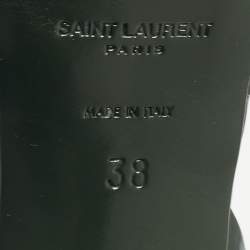 SAINT LAURENT
PARIS
MADE IN ITALY
38